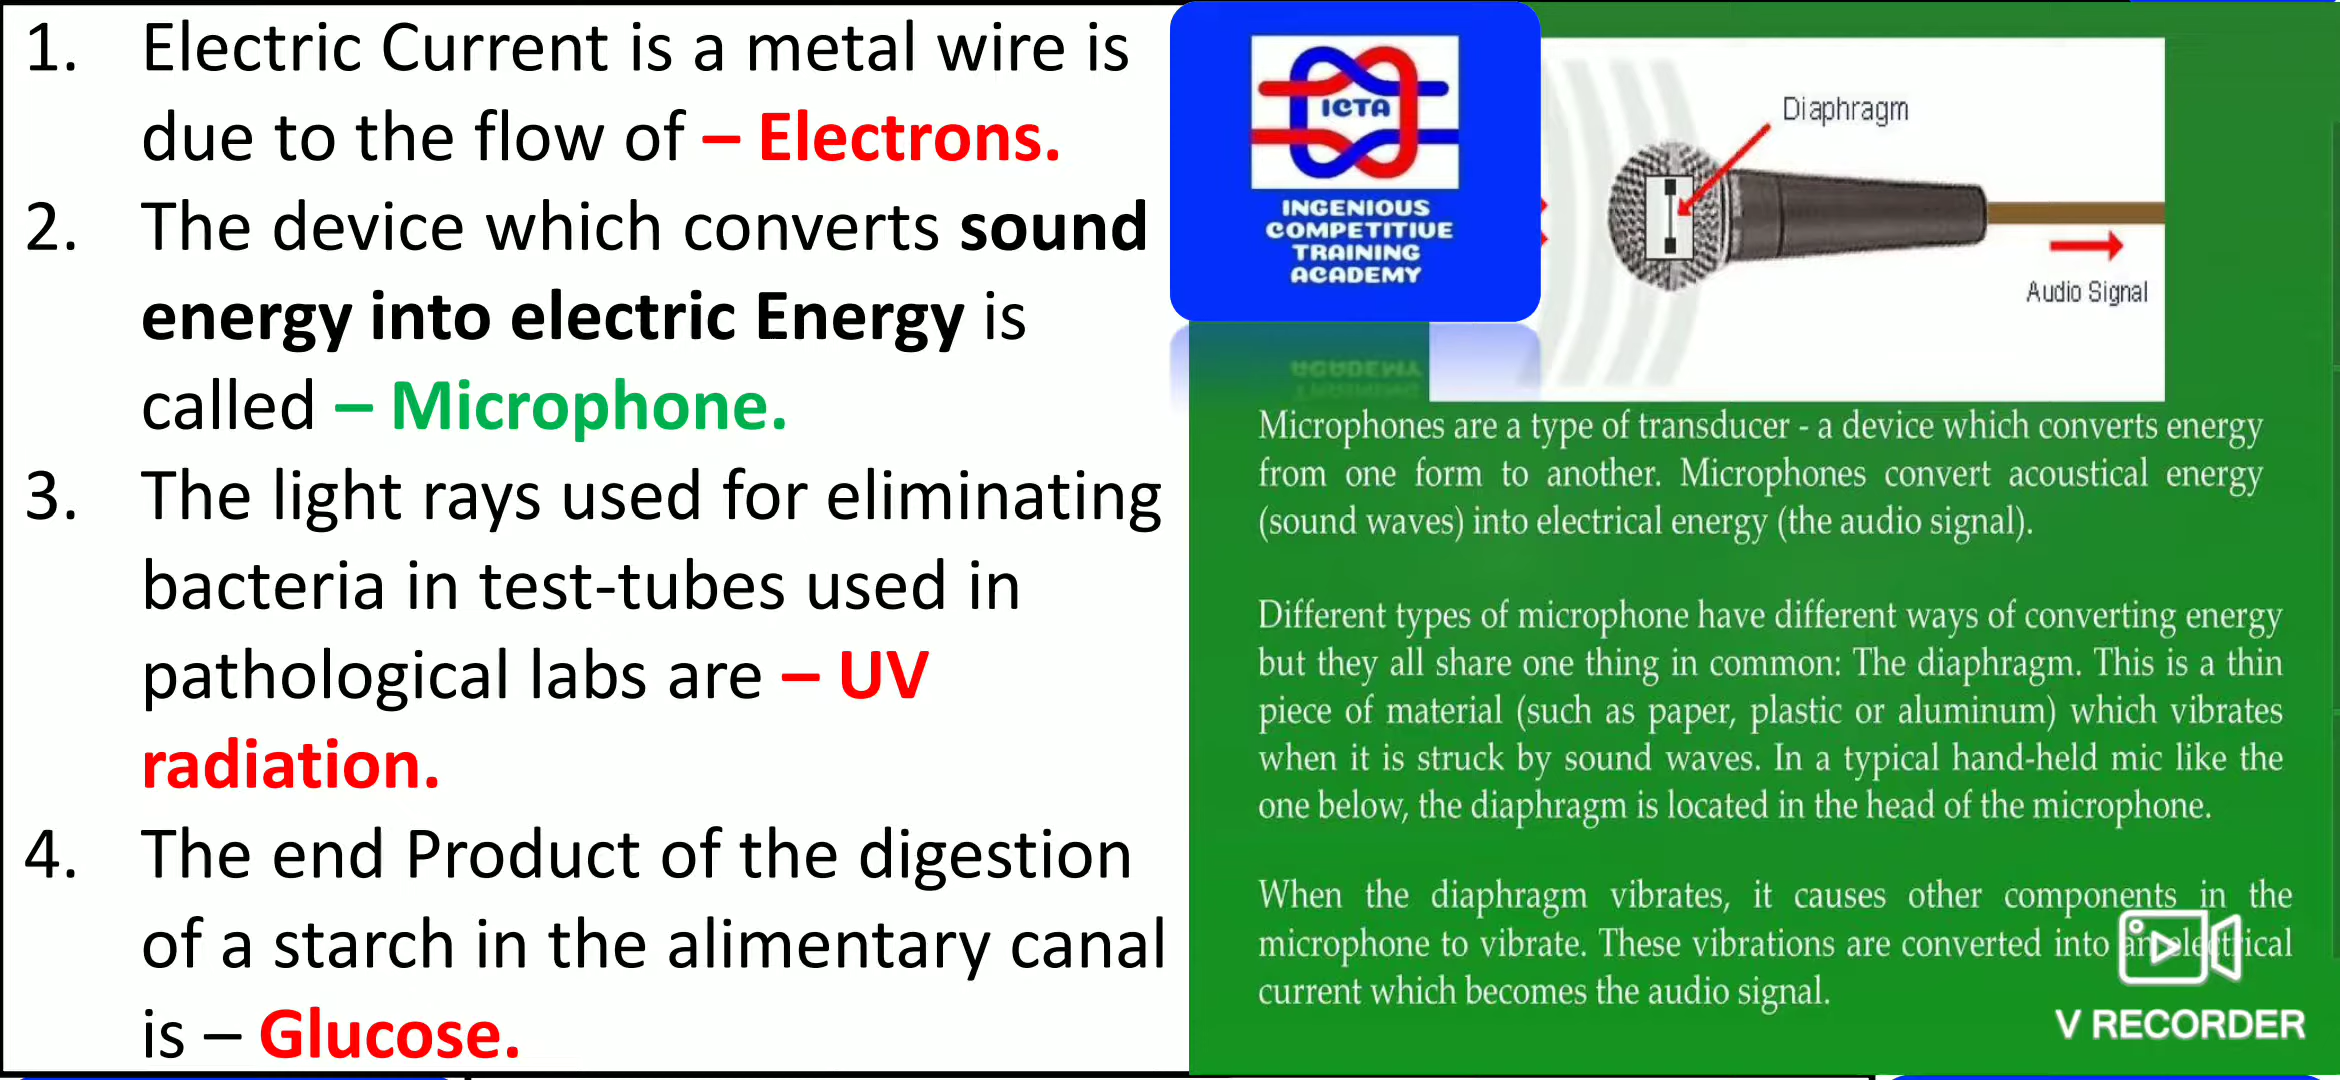 1. Electric Current is a metal wire is
due to the flow of – Electrons.
2. The device which converts sound
energy into electric Energy is
called – Microphone.
3. The light rays used for eliminating
bacteria in test-tubes used in
pathological labs are – UV
radiation.
4. The end Product of the digestion
of a starch in the alimentary canal
is – Glucose.
ICTA
INGENIOUS
COMPETITIVE
TRAINING
ACADEMY
Diaphragm
Audio Signal
Microphones are a type of transducer - a device which converts energy
from one form to another. Microphones convert acoustical energy
(sound waves) into electrical energy (the audio signal).
Different types of microphone have different ways of converting energy
but they all share one thing in common: The diaphragm. This is a thin
piece of material (such as paper, plastic or aluminum) which vibrates
when it is struck by sound waves. In a typical hand-held mic like the
one below, the diaphragm is located in the head of the microphone.
When the diaphragm vibrates, it causes other components in the
microphone to vibrate. These vibrations are converted into an electrical
current which becomes the audio signal.
V RECORDER